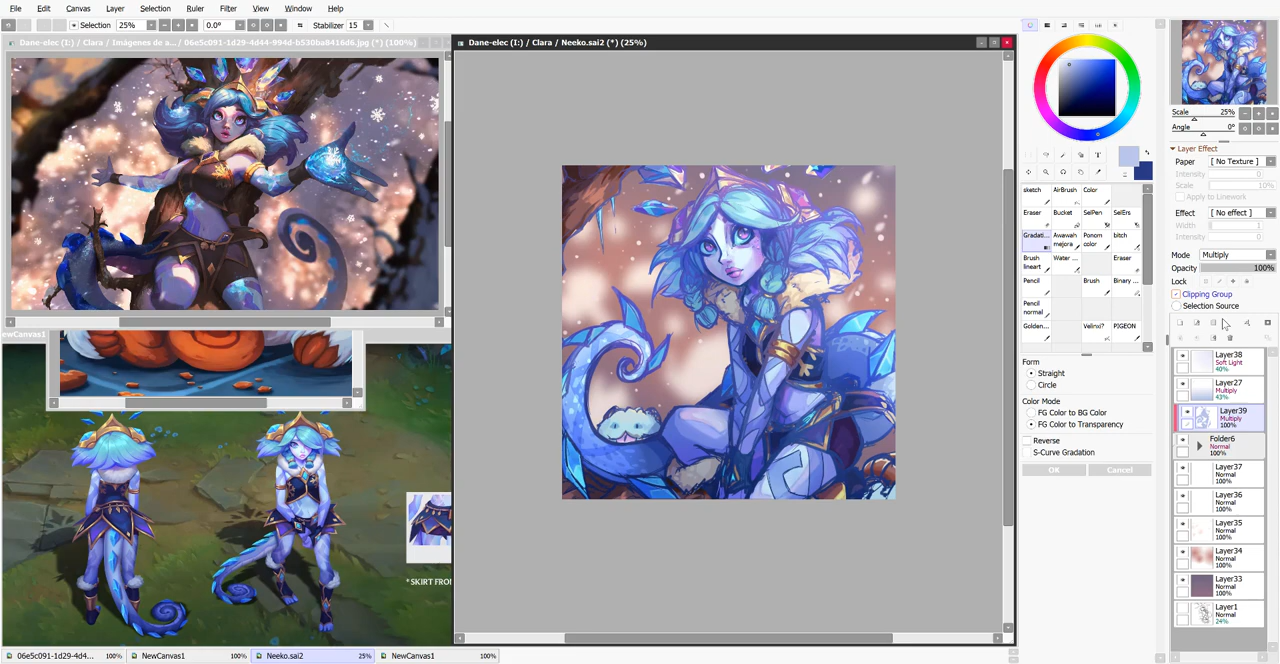 File Edit Canvas Layer Selection Ruler Filter View Window Help
Selection 25% 0.0° Stabilizer 15
Dane-elec (I:) / Clara / Imágenes de a... / 06e5c091-1d29-4d44-994d-b530ba8416d6.jpg (*) (100%)
Dane-elec (I:) / Clara / Neeko.sai2 (*) (25%)
ewCanvas1
*SKIRT FRO
06e5c091-1d29-4d4... 100%
NewCanvas1 100%
Neeko.sai2 25%
NewCanvas1 100%
sketch AirBrush Color
Eraser Bucket SelPen SelErs
Gradati... Awawah mejora Ponom color bitch
Brush lineart Water ... Eraser
Pencil Brush Binary ...
Pencil normal
Golden... Velinxi? PIGEON
Form
Straight
Circle
Color Mode
FG Color to BG Color
FG Color to Transparency
Reverse
S-Curve Gradation
OK Cancel
Scale 25%
Angle 0°
Layer Effect
Paper [ No Texture ]
Intensity 0
Scale 10%
Apply to Linework
Effect [ No effect ]
Width 1
Intensity 0
Mode Multiply
Opacity 100%
Lock
Clipping Group
Selection Source
Layer38
Soft Light
40%
Layer27
Multiply
43%
Layer39
Multiply
100%
Folder6
Normal
100%
Layer37
Normal
100%
Layer36
Normal
100%
Layer35
Normal
100%
Layer34
Normal
100%
Layer33
Normal
100%
Layer1
Normal
24%